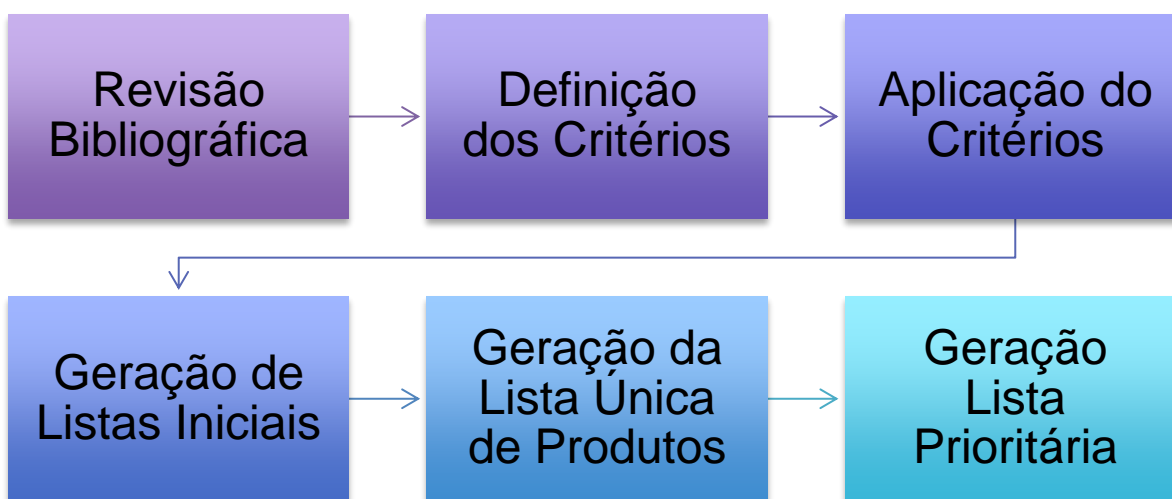 Revisão
Bibliográfica
Definição
dos Critérios
Aplicação do
Critérios
Geração de
Listas Iniciais
Geração da
Lista Única
de Produtos
Geração
Lista
Prioritária